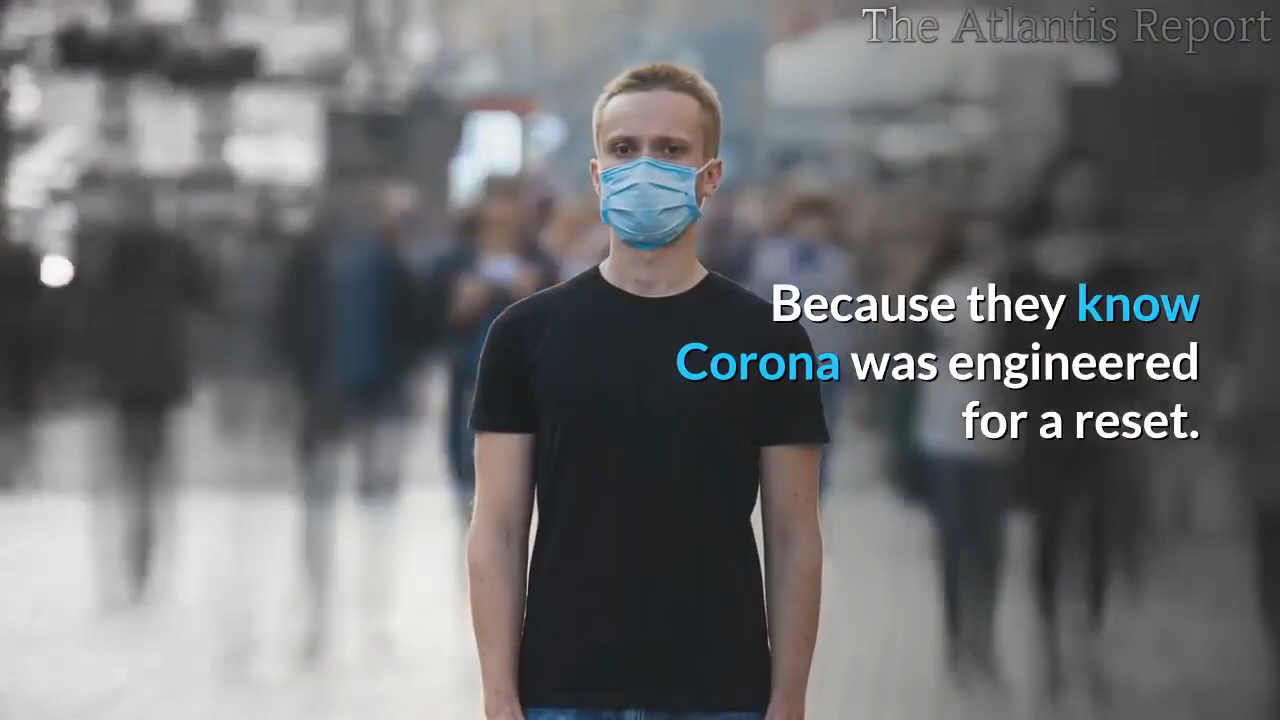 The Atlantis Report
Because they know
Corona was engineered
for a reset.